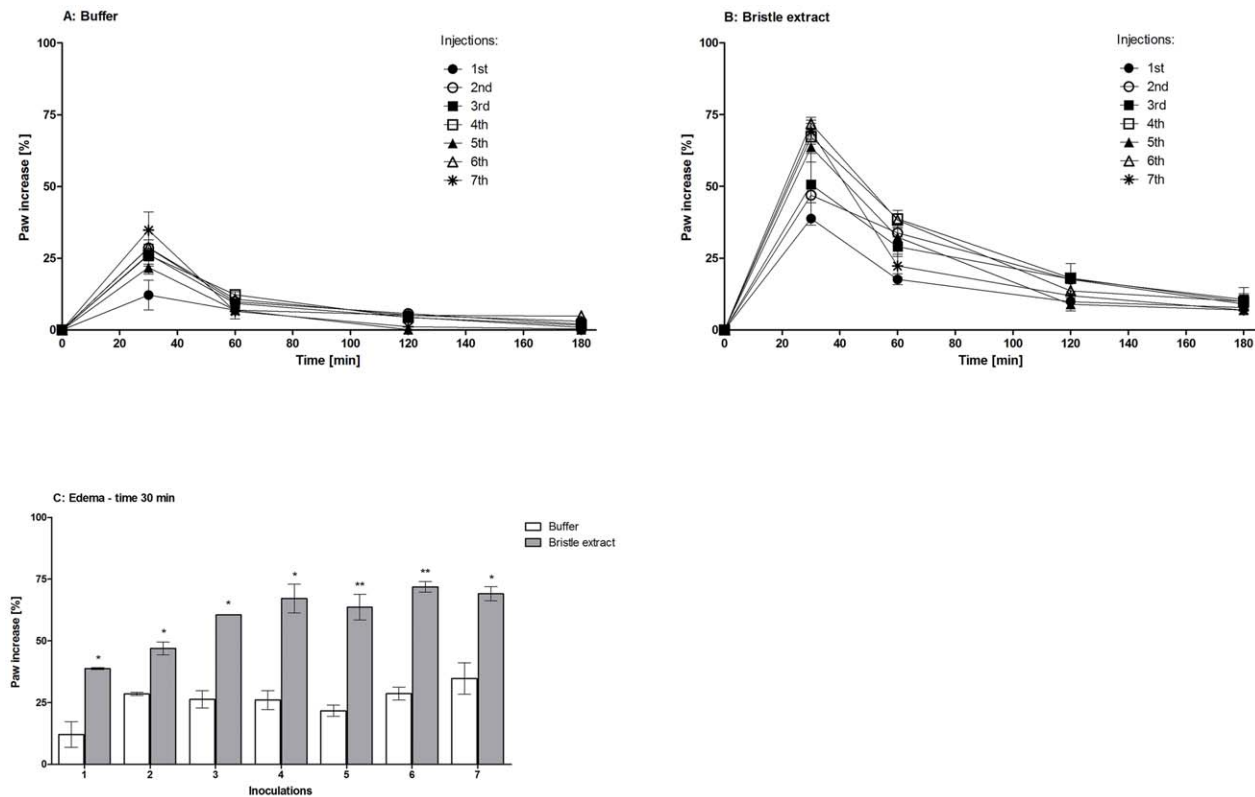 A: Buffer
Paw increase [%]
100
75
50
25
0
0 20 40 60 80 100 120 140 160 180
Time [min]
Injections:
1st
2nd
3rd
4th
5th
6th
7th
B: Bristle extract
Paw increase [%]
100
75
50
25
0
0 20 40 60 80 100 120 140 160 180
Time [min]
Injections:
1st
2nd
3rd
4th
5th
6th
7th
C: Edema - time 30 min
Paw increase [%]
100
75
50
25
0
* * * * ** ** *
1 2 3 4 5 6 7
Inoculations
Buffer
Bristle extract